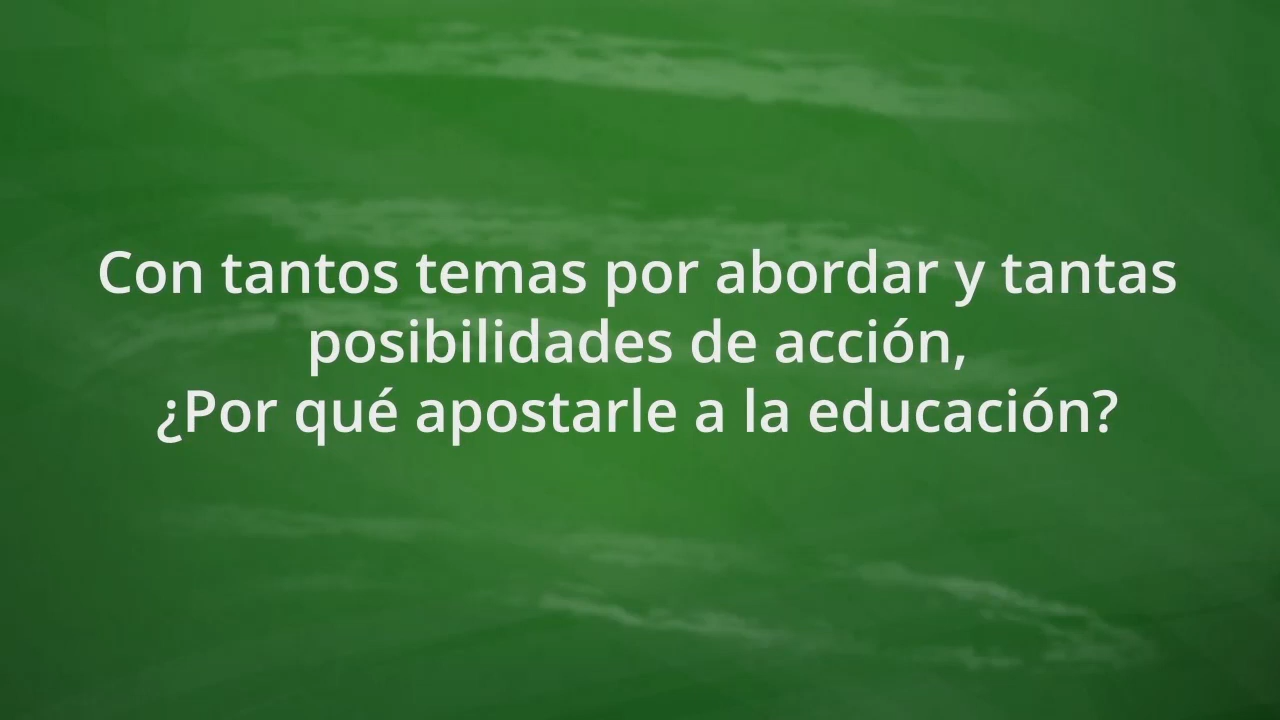 Con tantos temas por abordar y tantas
posibilidades de acción,
¿Por qué apostarle a la educación?